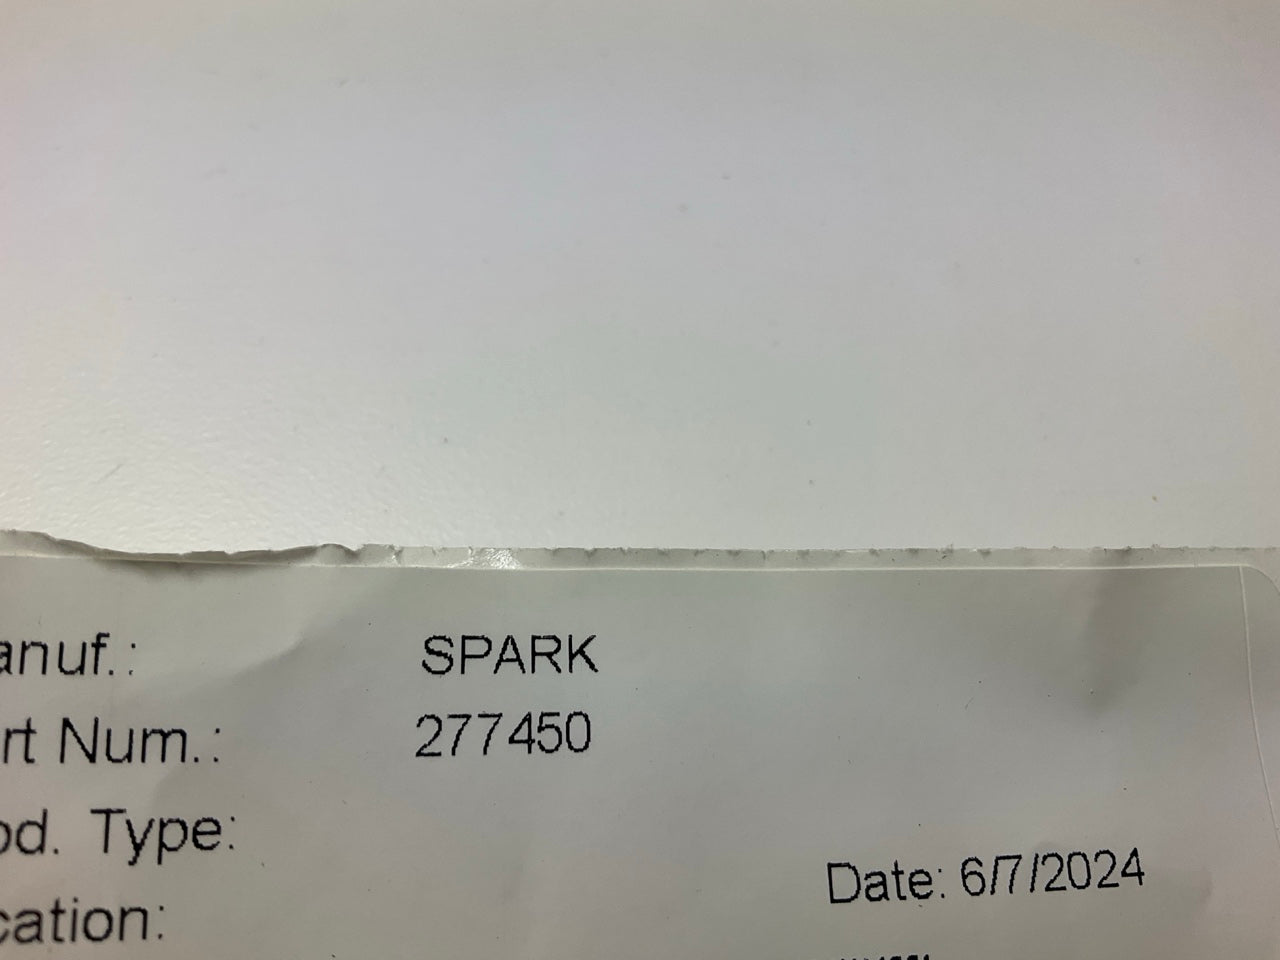 anuf.: SPARK
rt Num.: 277450
od. Type:
Date: 6/7/2024
cation: